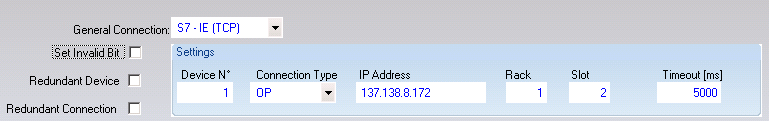 General Connection: S7 - IE (TCP)
Set Invalid Bit
Settings
Device N° Connection Type IP Address Rack Slot Timeout [ms]
Redundant Device
1 OP 137.138.8.172 1 2 5000
Redundant Connection